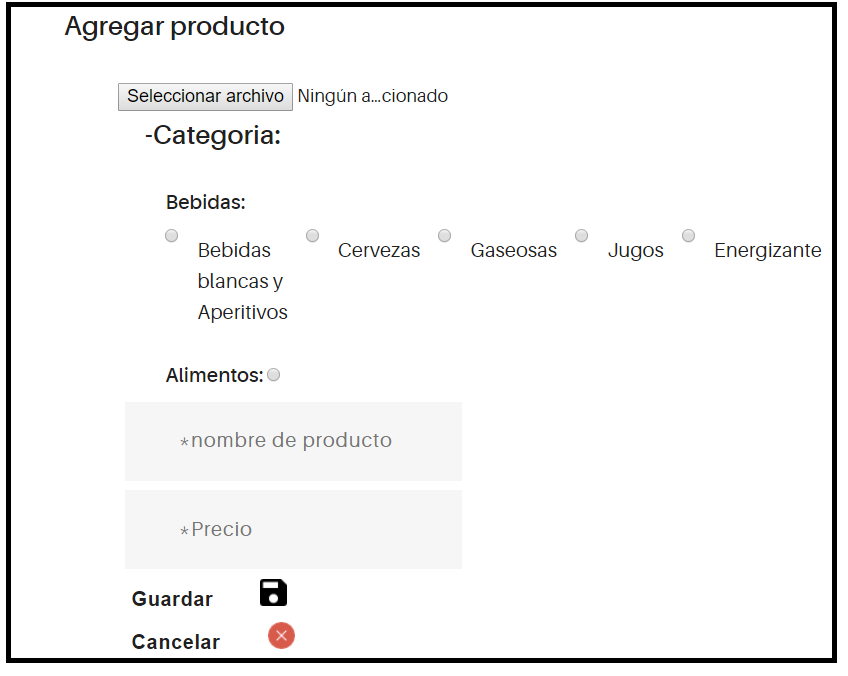 Agregar producto
Seleccionar archivo Ningún a...cionado
-Categoria:
Bebidas:
Bebidas blancas y Aperitivos
Cervezas
Gaseosas
Jugos
Energizante
Alimentos:
*nombre de producto
*Precio
Guardar
Cancelar